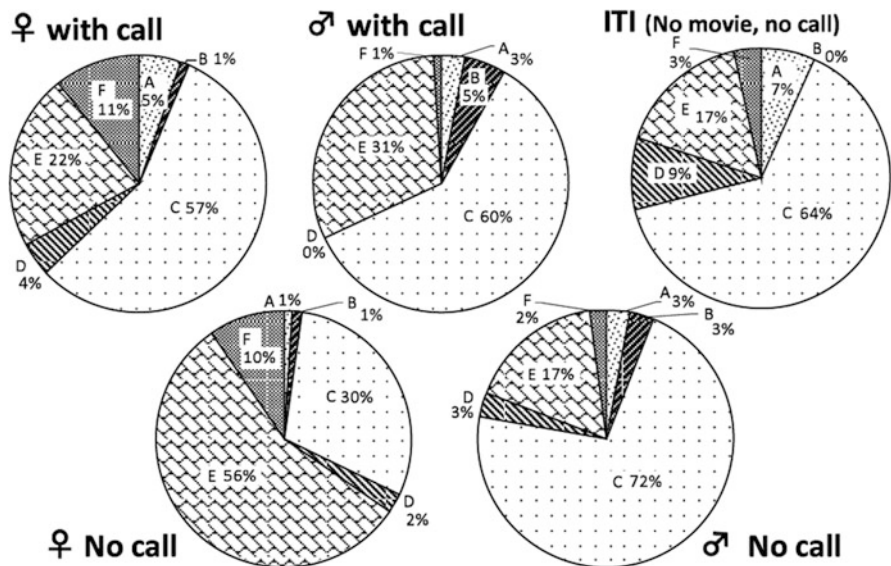 ♀ with call
B 1%
F
11%
A
5%
E 22%
C 57%
D
4%
♂ with call
F 1%
A
3%
B
5%
E 31%
C 60%
D
0%
ITI (No movie, no call)
F
3%
B
0%
A
7%
E 17%
D 9%
C 64%
A 1%
B
1%
F
10%
C 30%
E 56%
D
2%
♀ No call
F
2%
A
3%
B
3%
E 17%
D
3%
C 72%
♂ No call